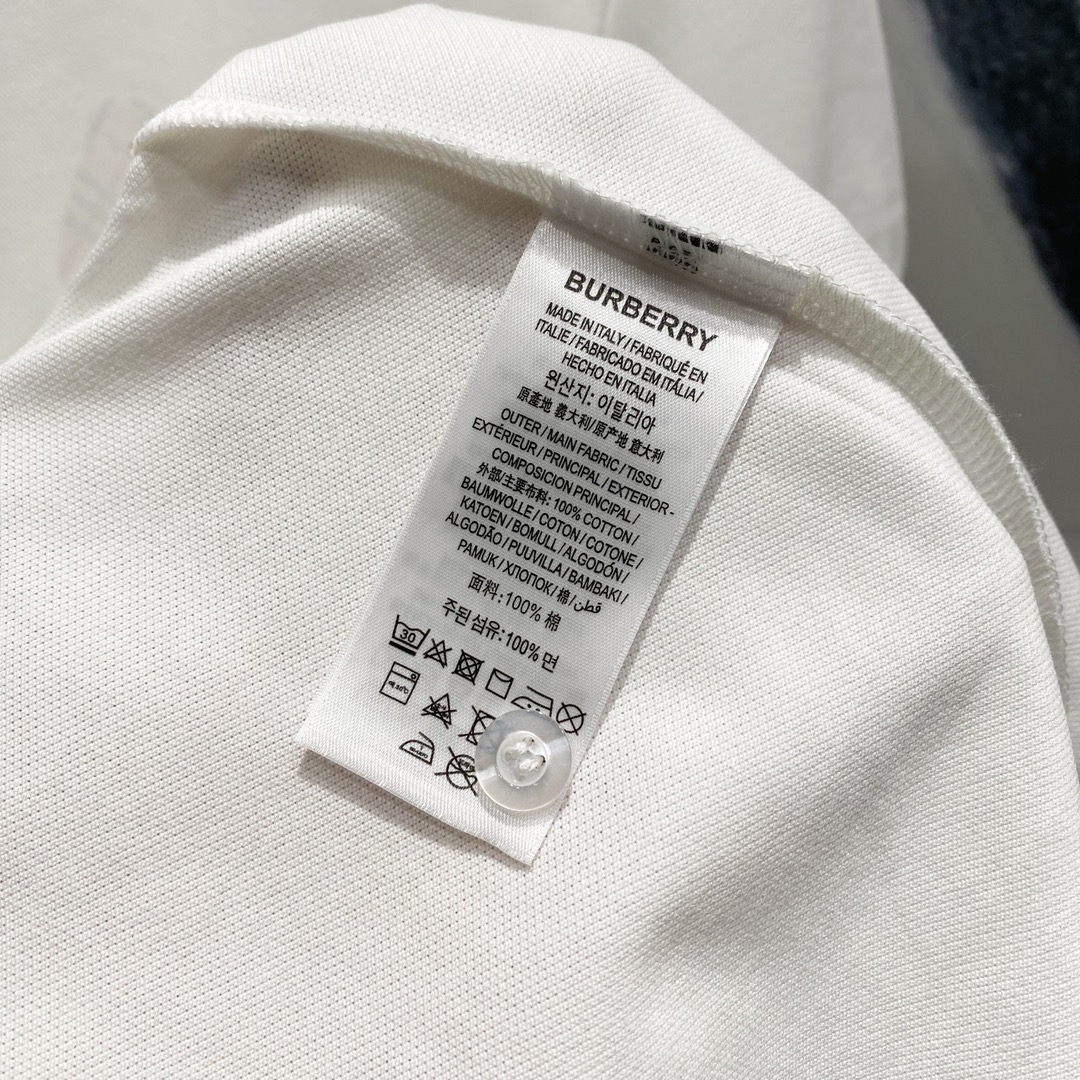 BURBERRY
MADE IN ITALY / FABRIQUÉ EN
ITALIE / FABRICADO EM ITÁLIA /
HECHO EN ITALIA
원산지: 이탈리아
原產地 義大利/原产地 意大利
OUTER / MAIN FABRIC / TISSU
EXTÉRIEUR / PRINCIPAL / EXTERIOR-
COMPOSICION PRINCIPAL /
外部/主要布料: 100% COTTON /
BAUMWOLLE / COTON / COTONE /
KATOEN / BOMULL / ALGODÓN /
ALGODÃO / PUUVILLA / BAMBAKI /
PAMUK / ХЛОПОК / 棉 / قطن
面料: 100% 棉
주된 섬유: 100% 면
30